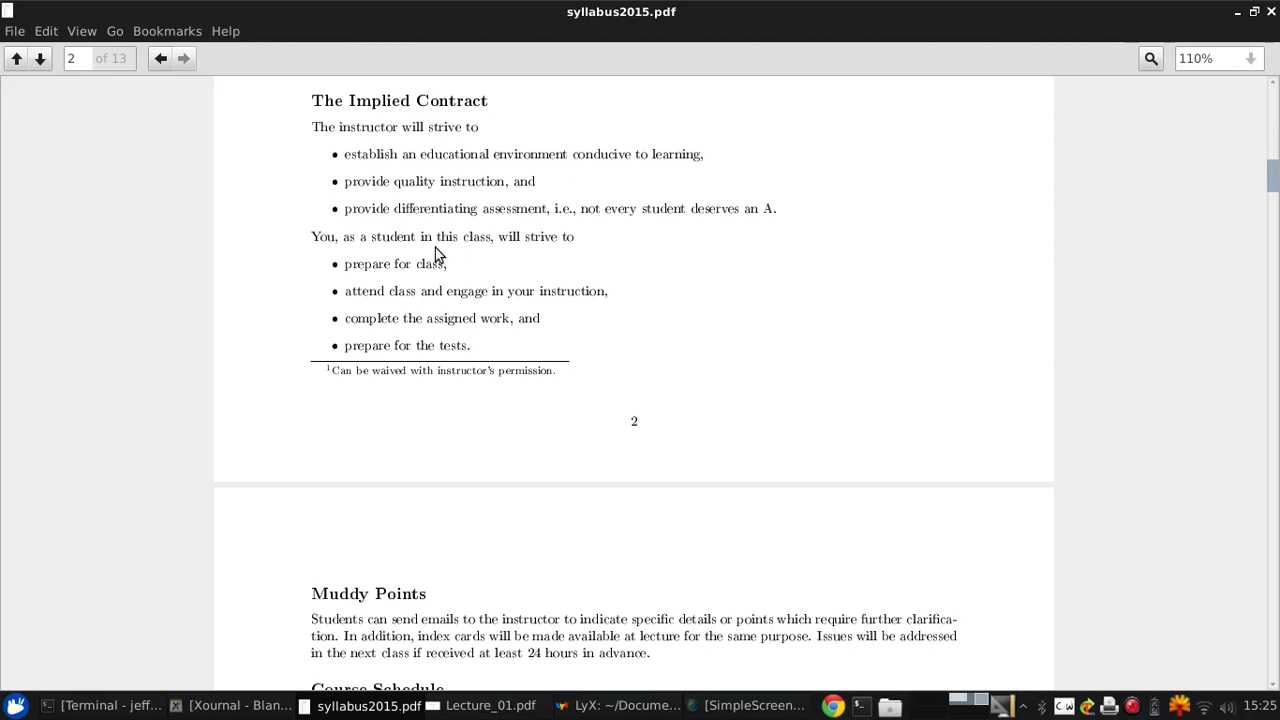 syllabus2015.pdf
File Edit View Go Bookmarks Help
2 of 13 110%
The Implied Contract
The instructor will strive to
• establish an educational environment conducive to learning,
• provide quality instruction, and
• provide differentiating assessment, i.e., not every student deserves an A.
You, as a student in this class, will strive to
• prepare for class,
• attend class and engage in your instruction,
• complete the assigned work, and
• prepare for the tests.
1Can be waived with instructor's permission.
2
Muddy Points
Students can send emails to the instructor to indicate specific details or points which require further clarifica-
tion. In addition, index cards will be made available at lecture for the same purpose. Issues will be addressed
in the next class if received at least 24 hours in advance.
Course Schedule
[Terminal - jeff... [Xournal - Blan... syllabus2015.pdf Lecture_01.pdf LyX: ~/Docume... [SimpleScreen... CW 15:25